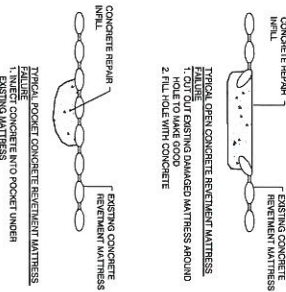 CONCRETE REPAIR
INFILL
EXISTING CONCRETE
REVETMENT MATTRESS
TYPICAL OPEN CONCRETE REVETMENT MATTRESS
FAILURE
1. CUT OUT EXISTING DAMAGED MATTRESS AROUND
HOLE TO MAKE GOOD
2. FILL HOLE WITH CONCRETE
CONCRETE REPAIR
INFILL
EXISTING CONCRETE
REVETMENT MATTRESS
TYPICAL POCKET CONCRETE REVETMENT MATTRESS
FAILURE
1. INJECT CONCRETE INTO POCKET UNDER
EXISTING MATTRESS